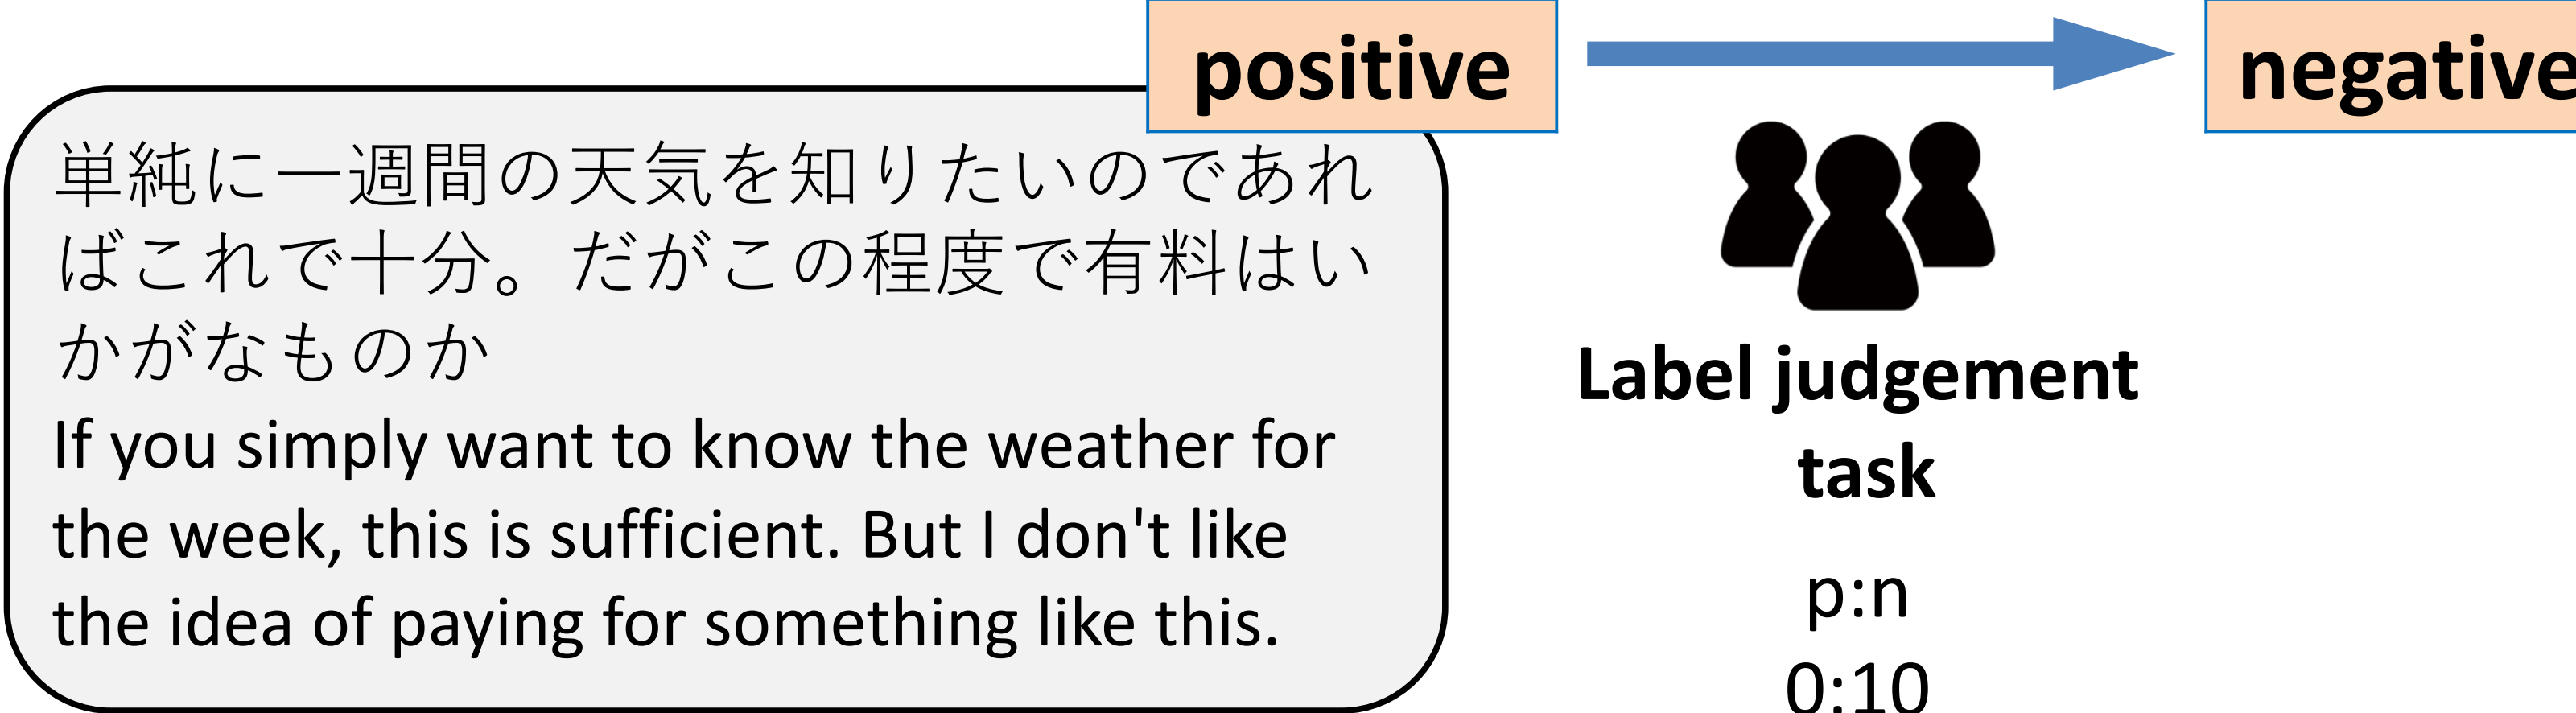 positive
negative
単純に一週間の天気を知りたいのであれ
ばこれで十分。だがこの程度で有料はい
かがなものか
If you simply want to know the weather for
the week, this is sufficient. But I don't like
the idea of paying for something like this.
Label judgement
task
p:n
0:10